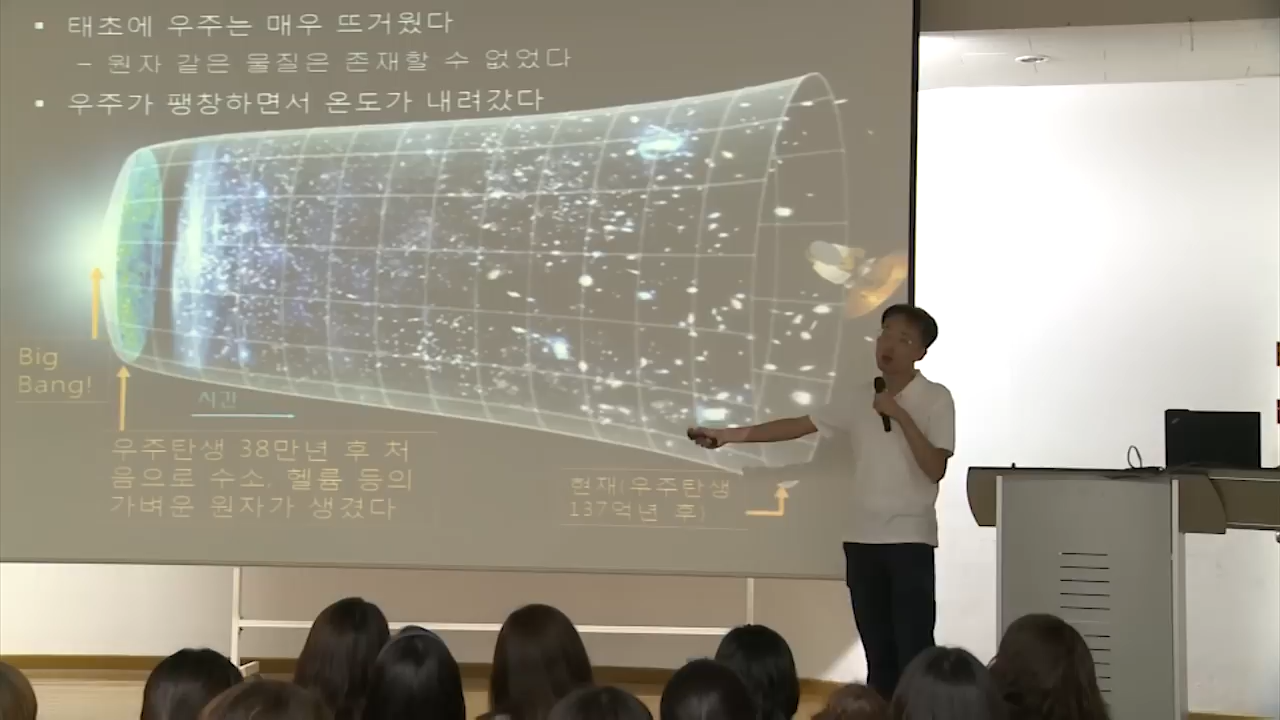 ▪ 태초에 우주는 매우 뜨거웠다
– 원자 같은 물질은 존재할 수 없었다
▪ 우주가 팽창하면서 온도가 내려갔다
Big
Bang!
시간
우주탄생 38만년 후 처
음으로 수소, 헬륨 등의
가벼운 원자가 생겼다
현재(우주탄생
137억년 후)